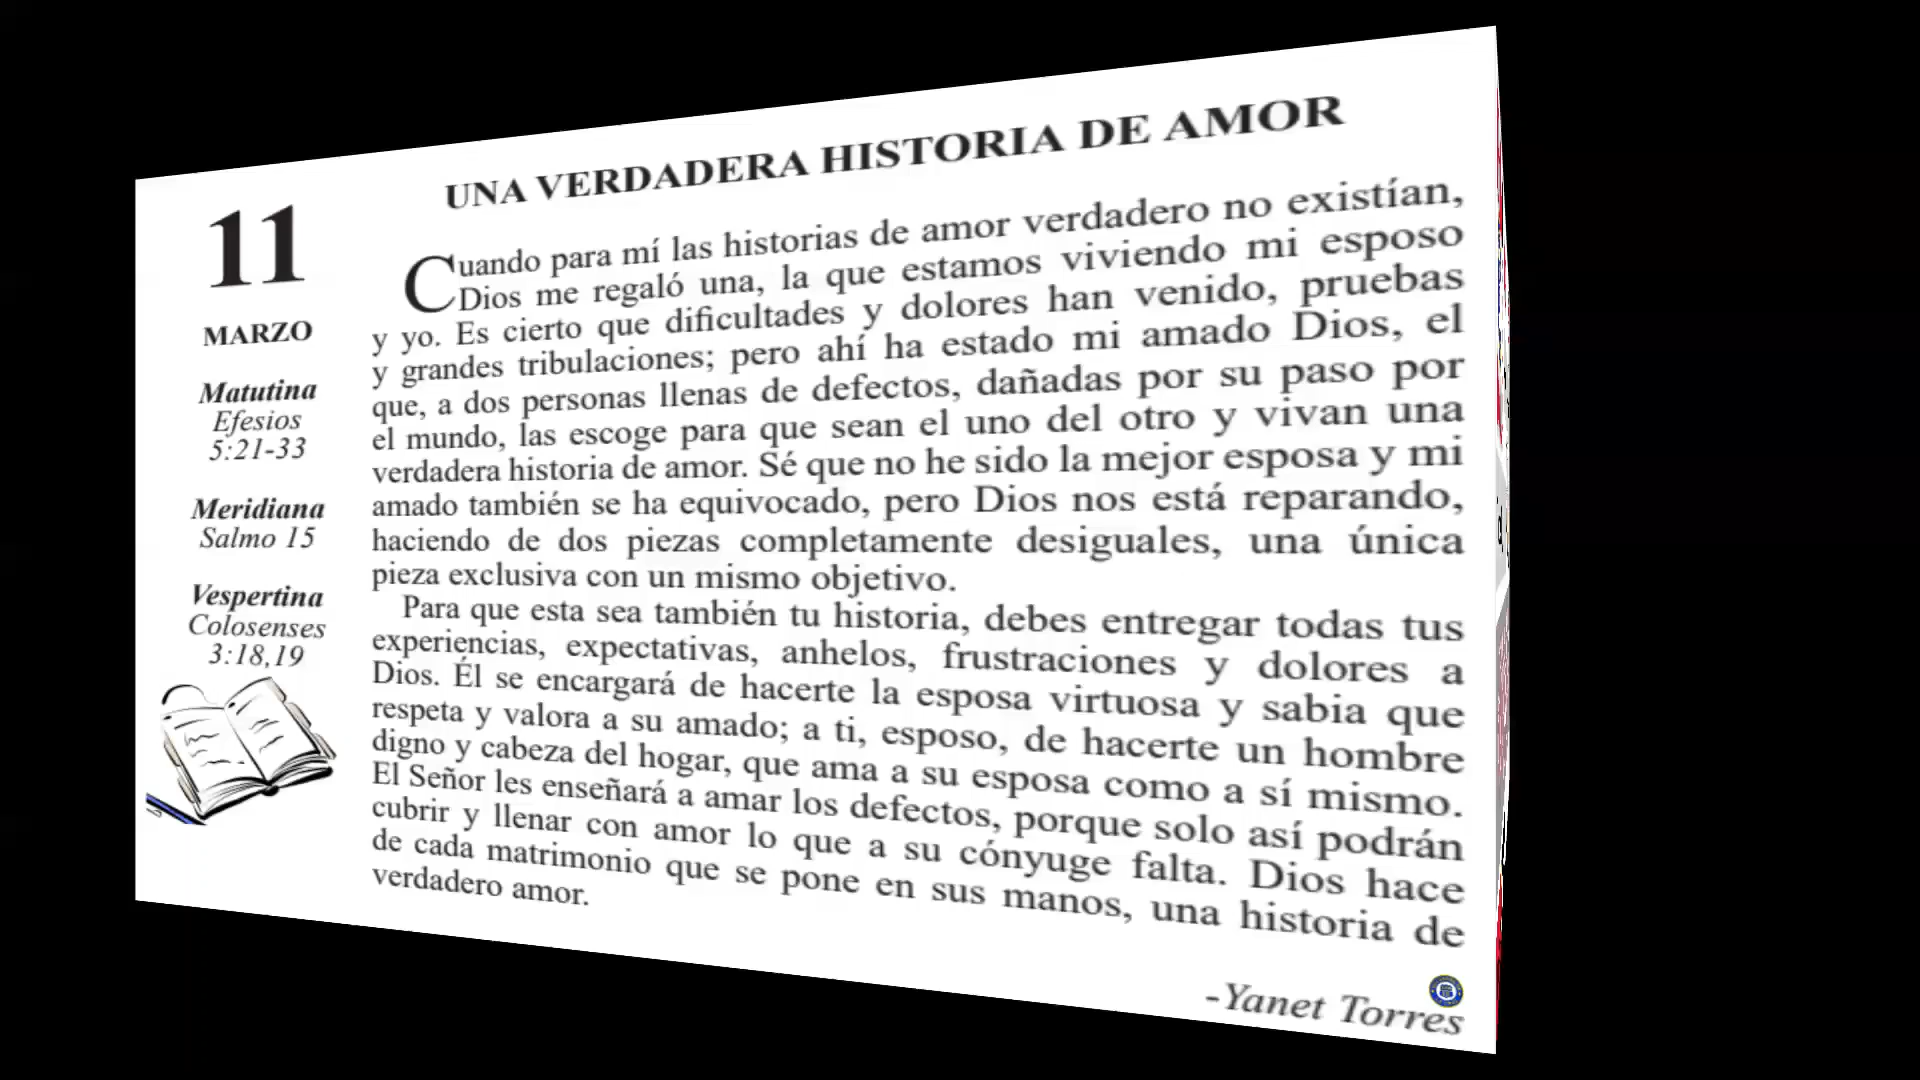 UNA VERDADERA HISTORIA DE AMOR
11
MARZO
Matutina
Efesios
5:21-33
Meridiana
Salmo 15
Vespertina
Colosenses
3:18,19
Cuando para mí las historias de amor verdadero no existían,
Dios me regaló una, la que estamos viviendo mi esposo
y yo. Es cierto que dificultades y dolores han venido, pruebas
y grandes tribulaciones; pero ahí ha estado mi amado Dios, el
que, a dos personas llenas de defectos, dañadas por su paso por
el mundo, las escoge para que sean el uno del otro y vivan una
verdadera historia de amor. Sé que no he sido la mejor esposa y mi
amado también se ha equivocado, pero Dios nos está reparando,
haciendo de dos piezas completamente desiguales, una única
pieza exclusiva con un mismo objetivo.
Para que esta sea también tu historia, debes entregar todas tus
experiencias, expectativas, anhelos, frustraciones y dolores a
Dios. Él se encargará de hacerte la esposa virtuosa y sabia que
respeta y valora a su amado; a ti, esposo, de hacerte un hombre
digno y cabeza del hogar, que ama a su esposa como a sí mismo.
El Señor les enseñará a amar los defectos, porque solo así podrán
cubrir y llenar con amor lo que a su cónyuge falta. Dios hace
de cada matrimonio que se pone en sus manos, una historia de
verdadero amor.
-Yanet Torres